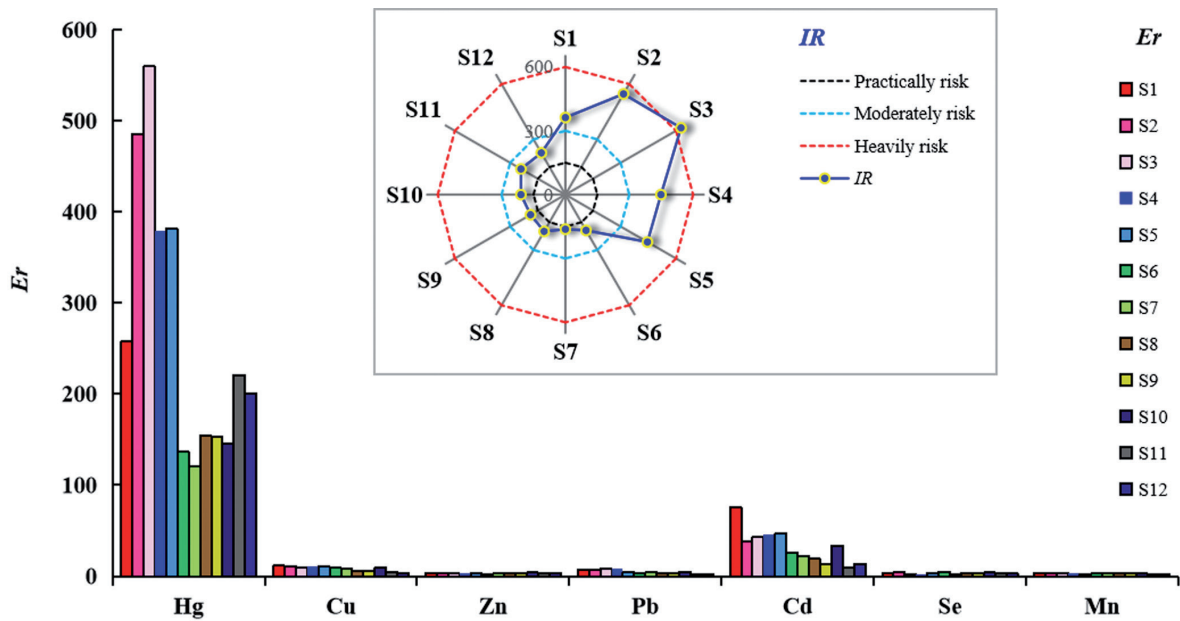 Er
600
500
400
300
200
100
0
Hg
Cu
Zn
Pb
Cd
Se
Mn
S1
S2
S3
S4
S5
S6
S7
S8
S9
S10
S11
S12
600
300
0
IR
Practically risk
Moderately risk
Heavily risk
IR
Er
S1
S2
S3
S4
S5
S6
S7
S8
S9
S10
S11
S12